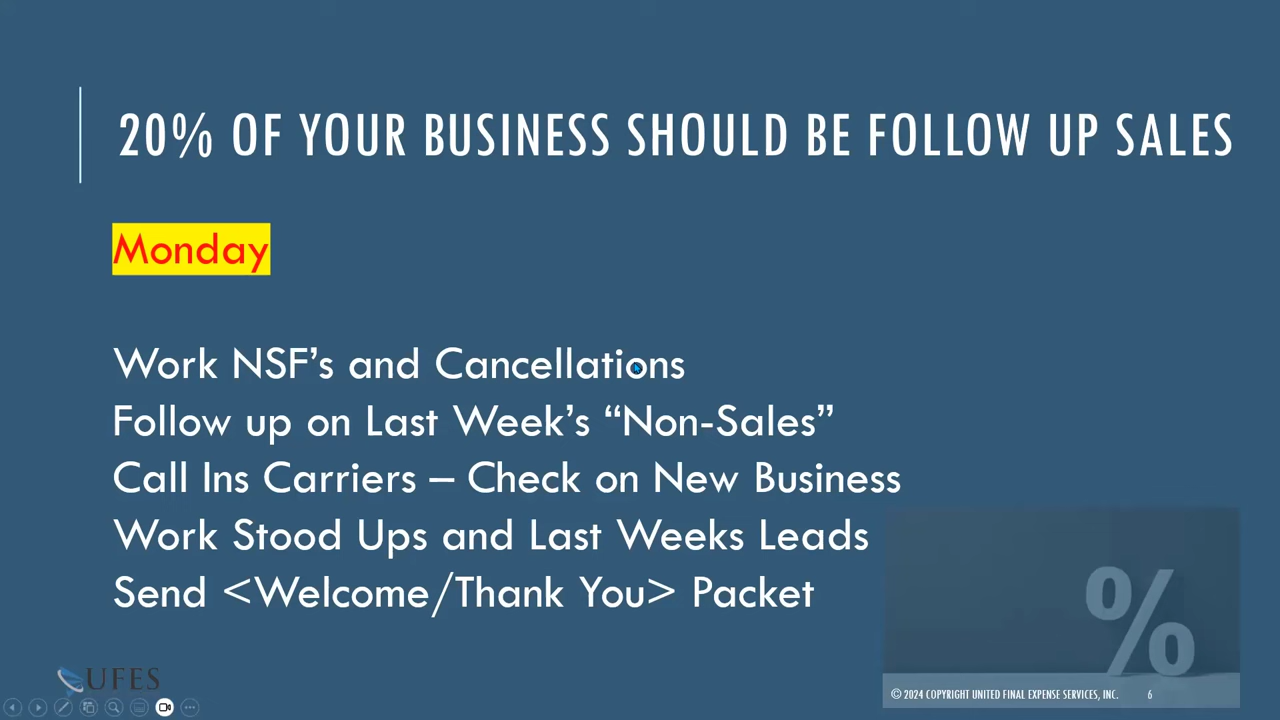 20% OF YOUR BUSINESS SHOULD BE FOLLOW UP SALES
Monday
Work NSF’s and Cancellations
Follow up on Last Week’s “Non-Sales”
Call Ins Carriers – Check on New Business
Work Stood Ups and Last Weeks Leads
Send <Welcome/Thank You> Packet
%
UFES
© 2024 COPYRIGHT UNITED FINAL EXPENSE SERVICES, INC. 6